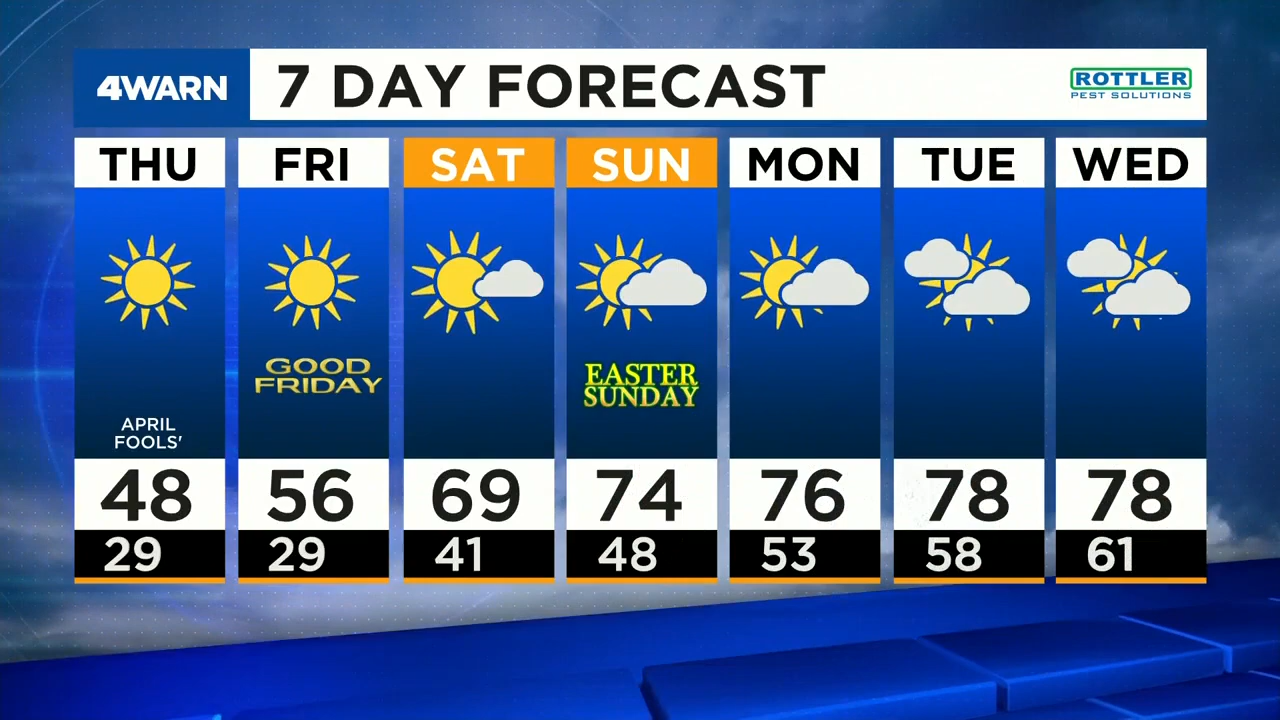 4WARN
7 DAY FORECAST
ROTTLER
PEST SOLUTIONS
THU
FRI
SAT
SUN
MON
TUE
WED
GOOD
FRIDAY
EASTER
SUNDAY
APRIL
FOOLS'
48
56
69
74
76
78
78
29
29
41
48
53
58
61